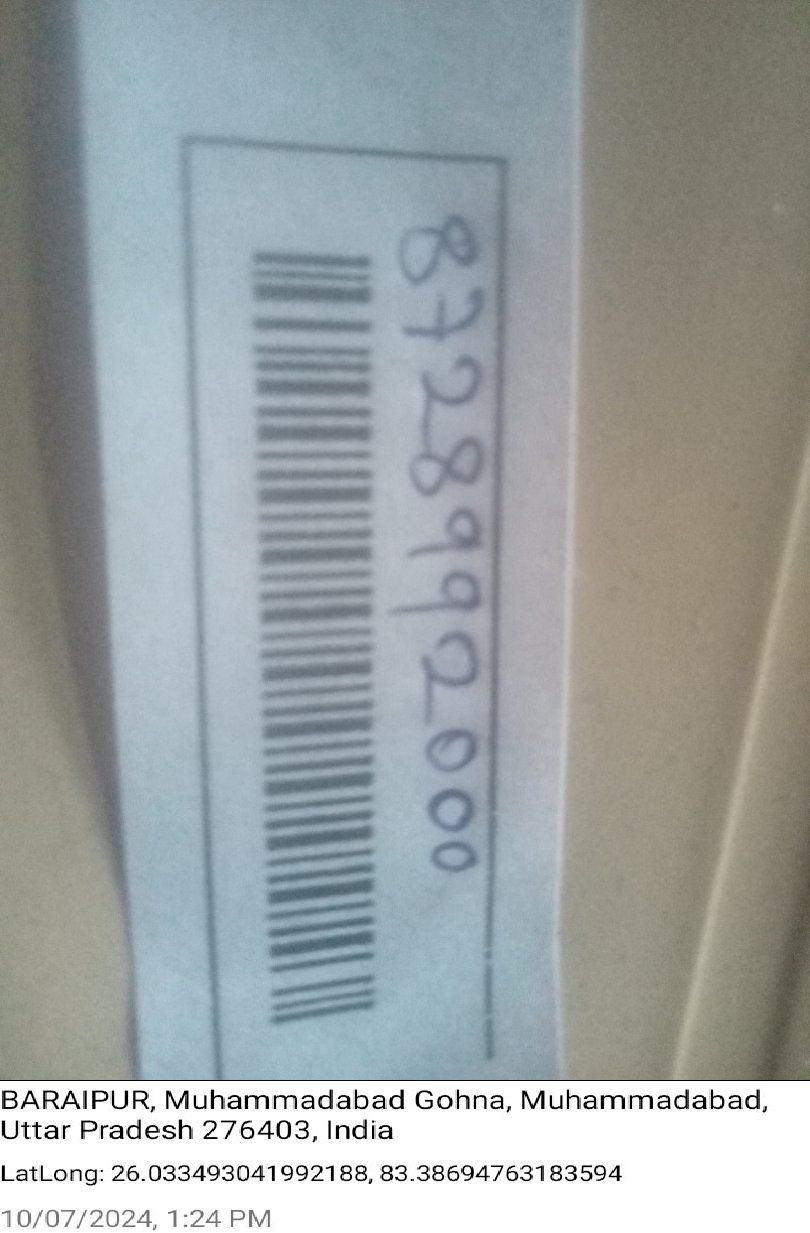 8728992000
BARAIPUR, Muhammadabad Gohna, Muhammadabad,
Uttar Pradesh 276403, India
LatLong: 26.033493041992188, 83.38694763183594
10/07/2024, 1:24 PM